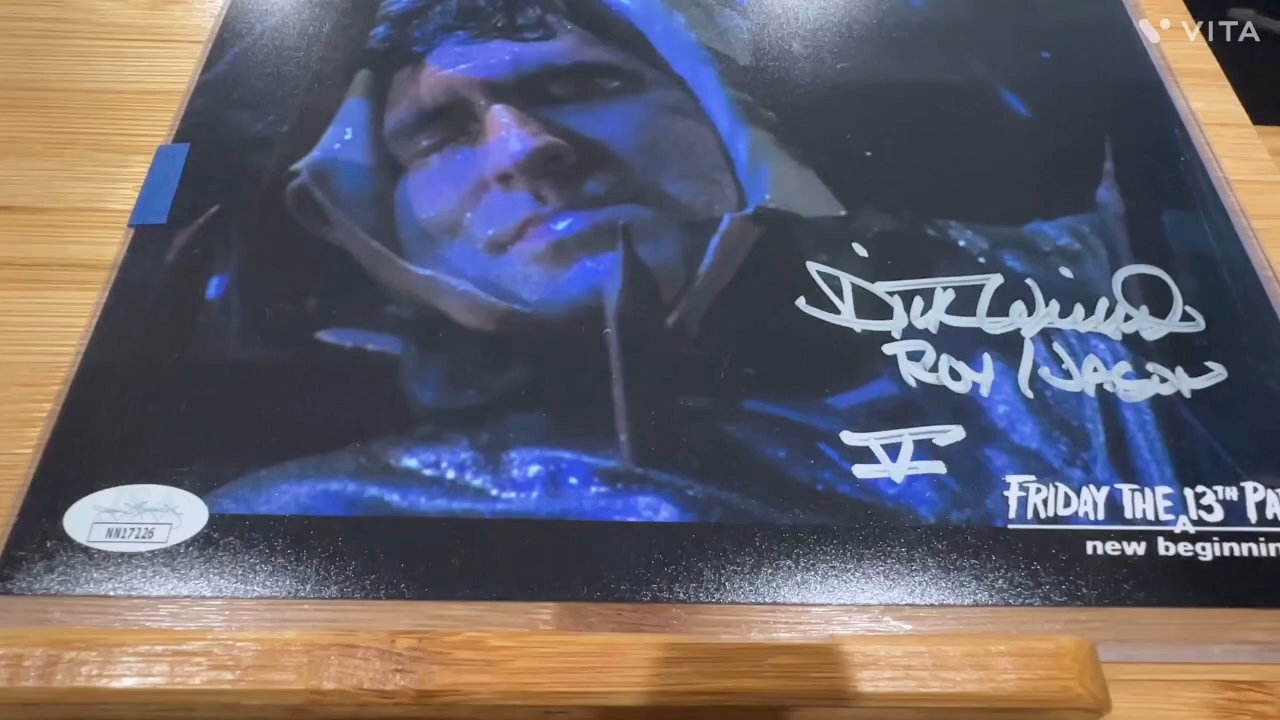 VITA
Dick Wieand
Roy / Jason
V
FRIDAY THE 13TH PA
A
new beginnin
NN17226